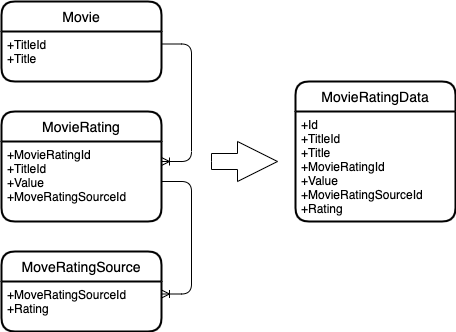 Movie
+TitleId
+Title
MovieRating
+MovieRatingId
+TitleId
+Value
+MoveRatingSourceId
MoveRatingSource
+MoveRatingSourceId
+Rating
MovieRatingData
+Id
+TitleId
+Title
+MovieRatingId
+Value
+MovieRatingSourceId
+Rating